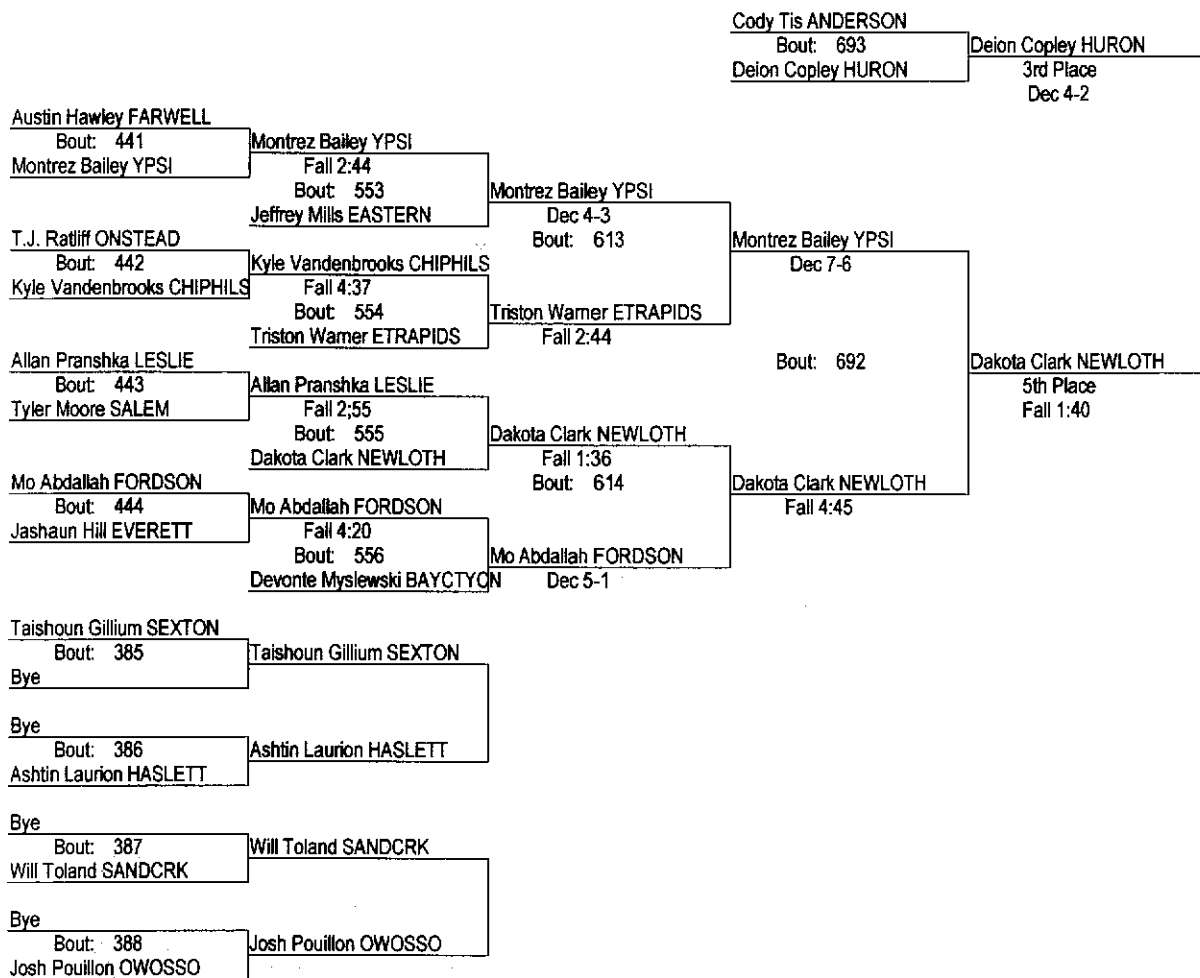 Cody Tis ANDERSON
Bout: 693
Deion Copley HURON
Deion Copley HURON
3rd Place
Dec 4-2
Austin Hawley FARWELL
Bout: 441
Montrez Bailey YPSI
Montrez Bailey YPSI
Fall 2:44
Bout: 553
Jeffrey Mills EASTERN
Montrez Bailey YPSI
Dec 4-3
Bout: 613
T.J. Ratliff ONSTEAD
Bout: 442
Kyle Vandenbrooks CHIPHILS
Kyle Vandenbrooks CHIPHILS
Fall 4:37
Bout: 554
Triston Warner ETRAPIDS
Triston Warner ETRAPIDS
Fall 2:44
Montrez Bailey YPSI
Dec 7-6
Bout: 692
Dakota Clark NEWLOTH
5th Place
Fall 1:40
Allan Pranshka LESLIE
Bout: 443
Tyler Moore SALEM
Allan Pranshka LESLIE
Fall 2:55
Bout: 555
Dakota Clark NEWLOTH
Dakota Clark NEWLOTH
Fall 1:36
Bout: 614
Dakota Clark NEWLOTH
Fall 4:45
Mo Abdallah FORDSON
Bout: 444
Jashaun Hill EVERETT
Mo Abdallah FORDSON
Fall 4:20
Bout: 556
Devonte Myslewski BAYCTYCN
Mo Abdallah FORDSON
Dec 5-1
Taishoun Gillium SEXTON
Bout: 385
Bye
Taishoun Gillium SEXTON
Bye
Bout: 386
Ashtin Laurion HASLETT
Ashtin Laurion HASLETT
Bye
Bout: 387
Will Toland SANDCRK
Will Toland SANDCRK
Bye
Bout: 388
Josh Pouillon OWOSSO
Josh Pouillon OWOSSO